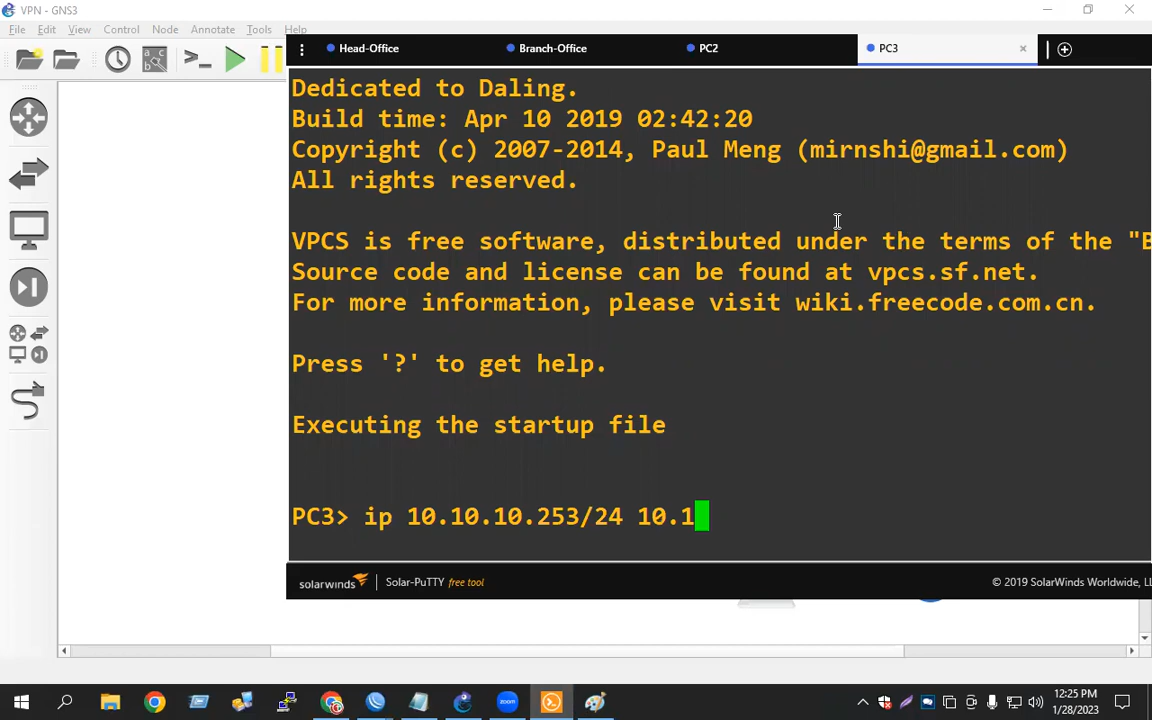 VPN - GNS3
File Edit View Control Node Annotate Tools Help
Head-Office
Branch-Office
PC2
PC3
Dedicated to Daling.
Build time: Apr 10 2019 02:42:20
Copyright (c) 2007-2014, Paul Meng (mirnshi@gmail.com)
All rights reserved.
VPCS is free software, distributed under the terms of the "B
Source code and license can be found at vpcs.sf.net.
For more information, please visit wiki.freecode.com.cn.
Press '?' to get help.
Executing the startup file
PC3> ip 10.10.10.253/24 10.1
solarwinds Solar-PuTTY free tool
© 2019 SolarWinds Worldwide, LL
12:25 PM
1/28/2023